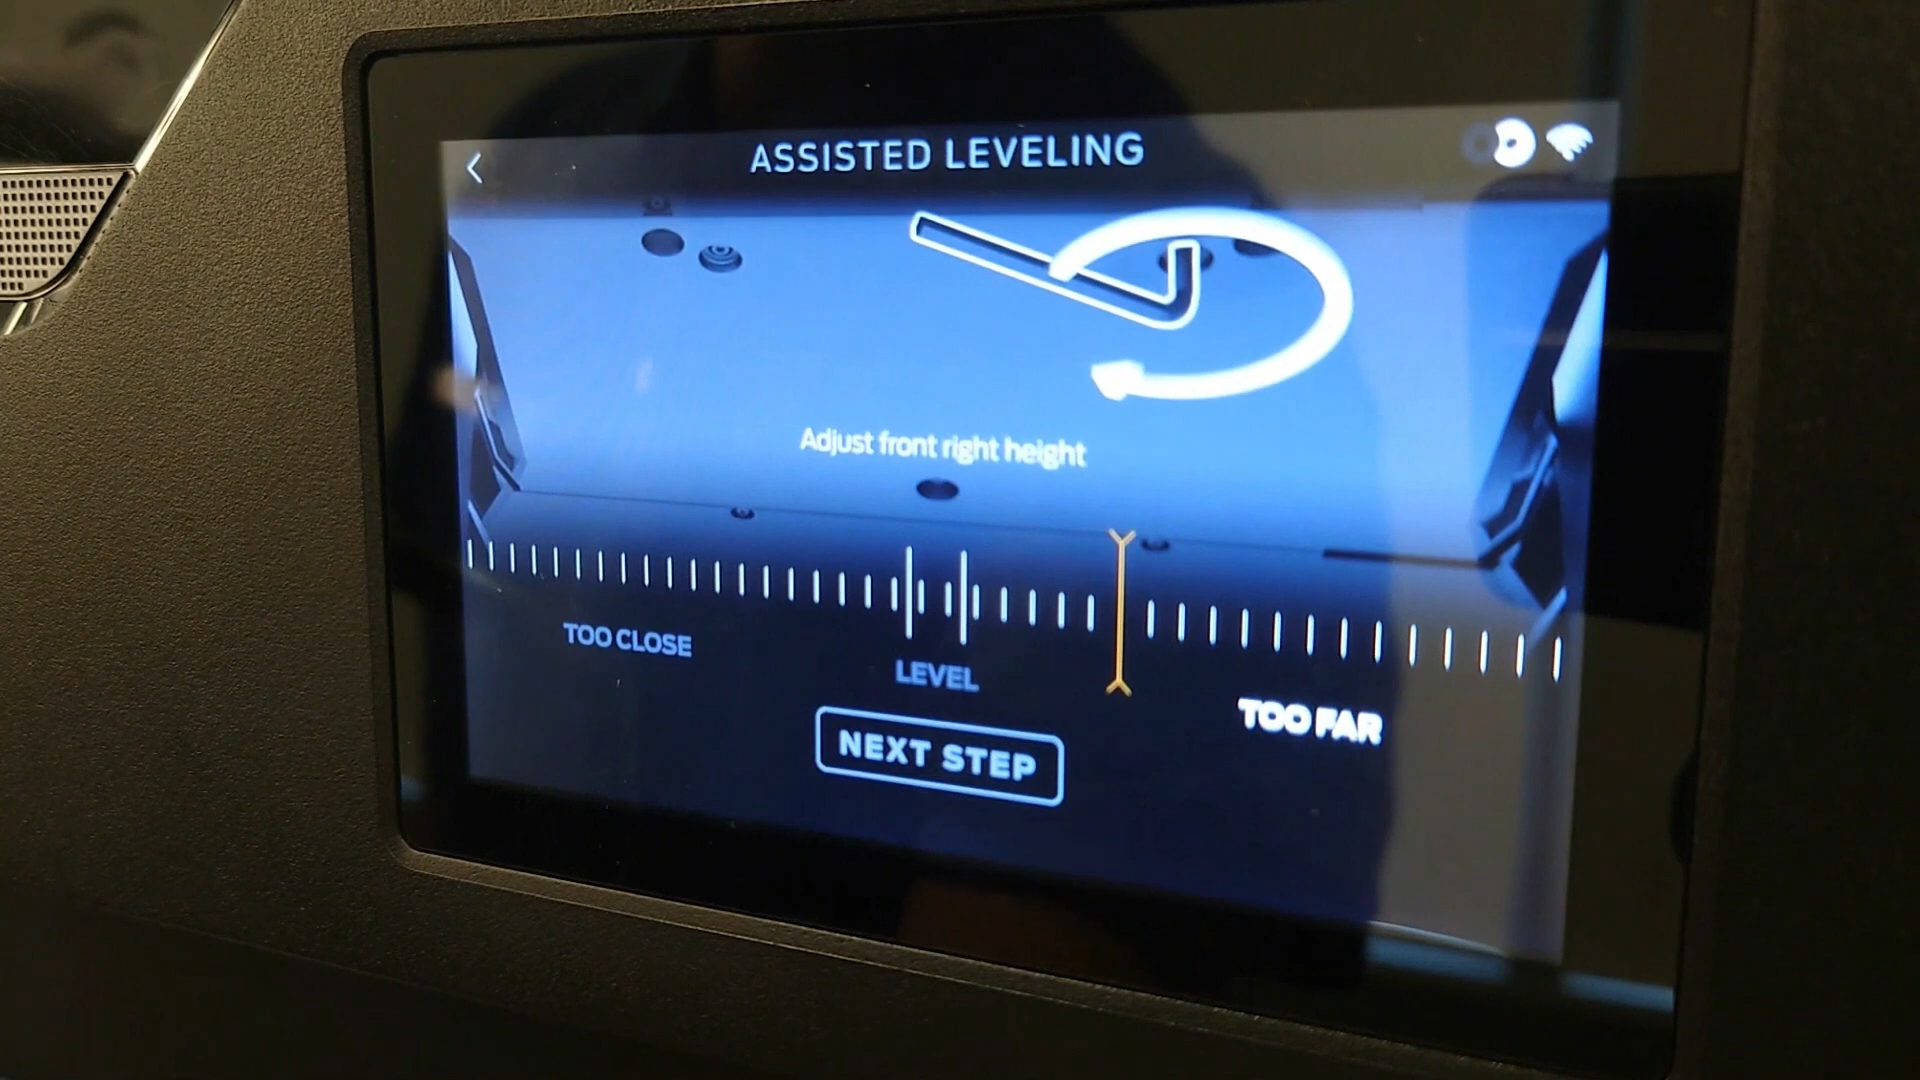 ASSISTED LEVELING
Adjust front right height
TOO CLOSE
LEVEL
TOO FAR
NEXT STEP